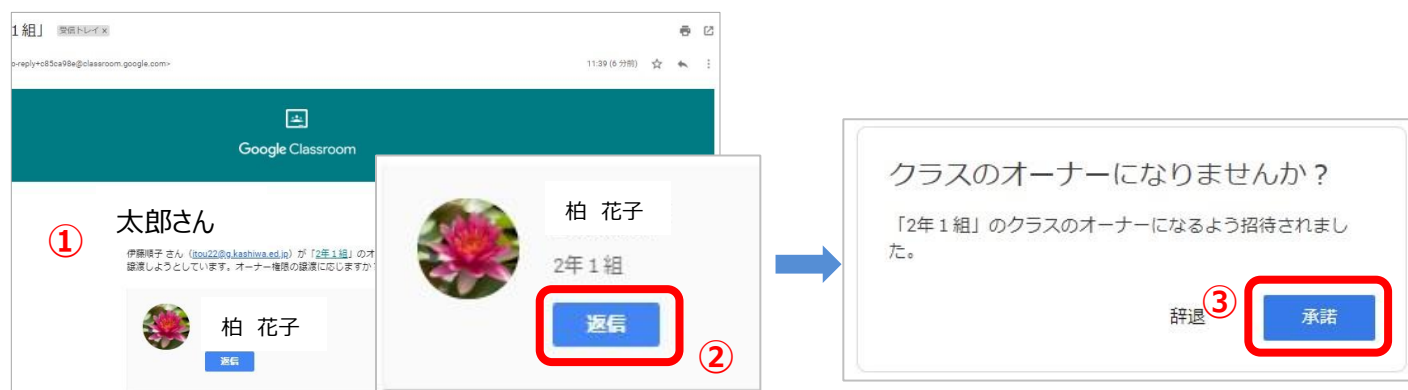 1組」 受信トレイ x
o-reply+c85ca98e@classroom.google.com>
11:39 (6 分前)
Google Classroom
①
太郎さん
伊藤順子 さん（itou22@g.kashiwa.ed.jp）が「2年１組」のオ
譲渡しようとしています。オーナー権限の譲渡に応じますか
柏 花子
返信
柏 花子
2年１組
返信
②
クラスのオーナーになりませんか？
「2年１組」のクラスのオーナーになるよう招待されまし
た。
辞退
③
承諾